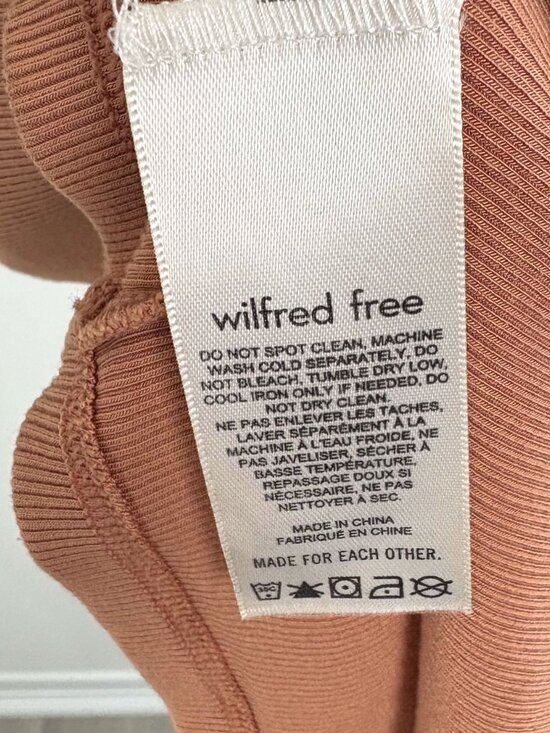 wilfred free
DO NOT SPOT CLEAN, MACHINE
WASH COLD SEPARATELY, DO
NOT BLEACH, TUMBLE DRY LOW,
COOL IRON ONLY IF NEEDED, DO
NOT DRY CLEAN.
NE PAS ENLEVER LES TACHES,
LAVER SÉPARÉMENT À LA
MACHINE À L'EAU FROIDE, NE
PAS JAVELISER, SÉCHER À
BASSE TEMPÉRATURE,
REPASSAGE DOUX SI
NÉCESSAIRE, NE PAS
NETTOYER À SEC.
MADE IN CHINA
FABRIQUÉ EN CHINE
MADE FOR EACH OTHER.
30C